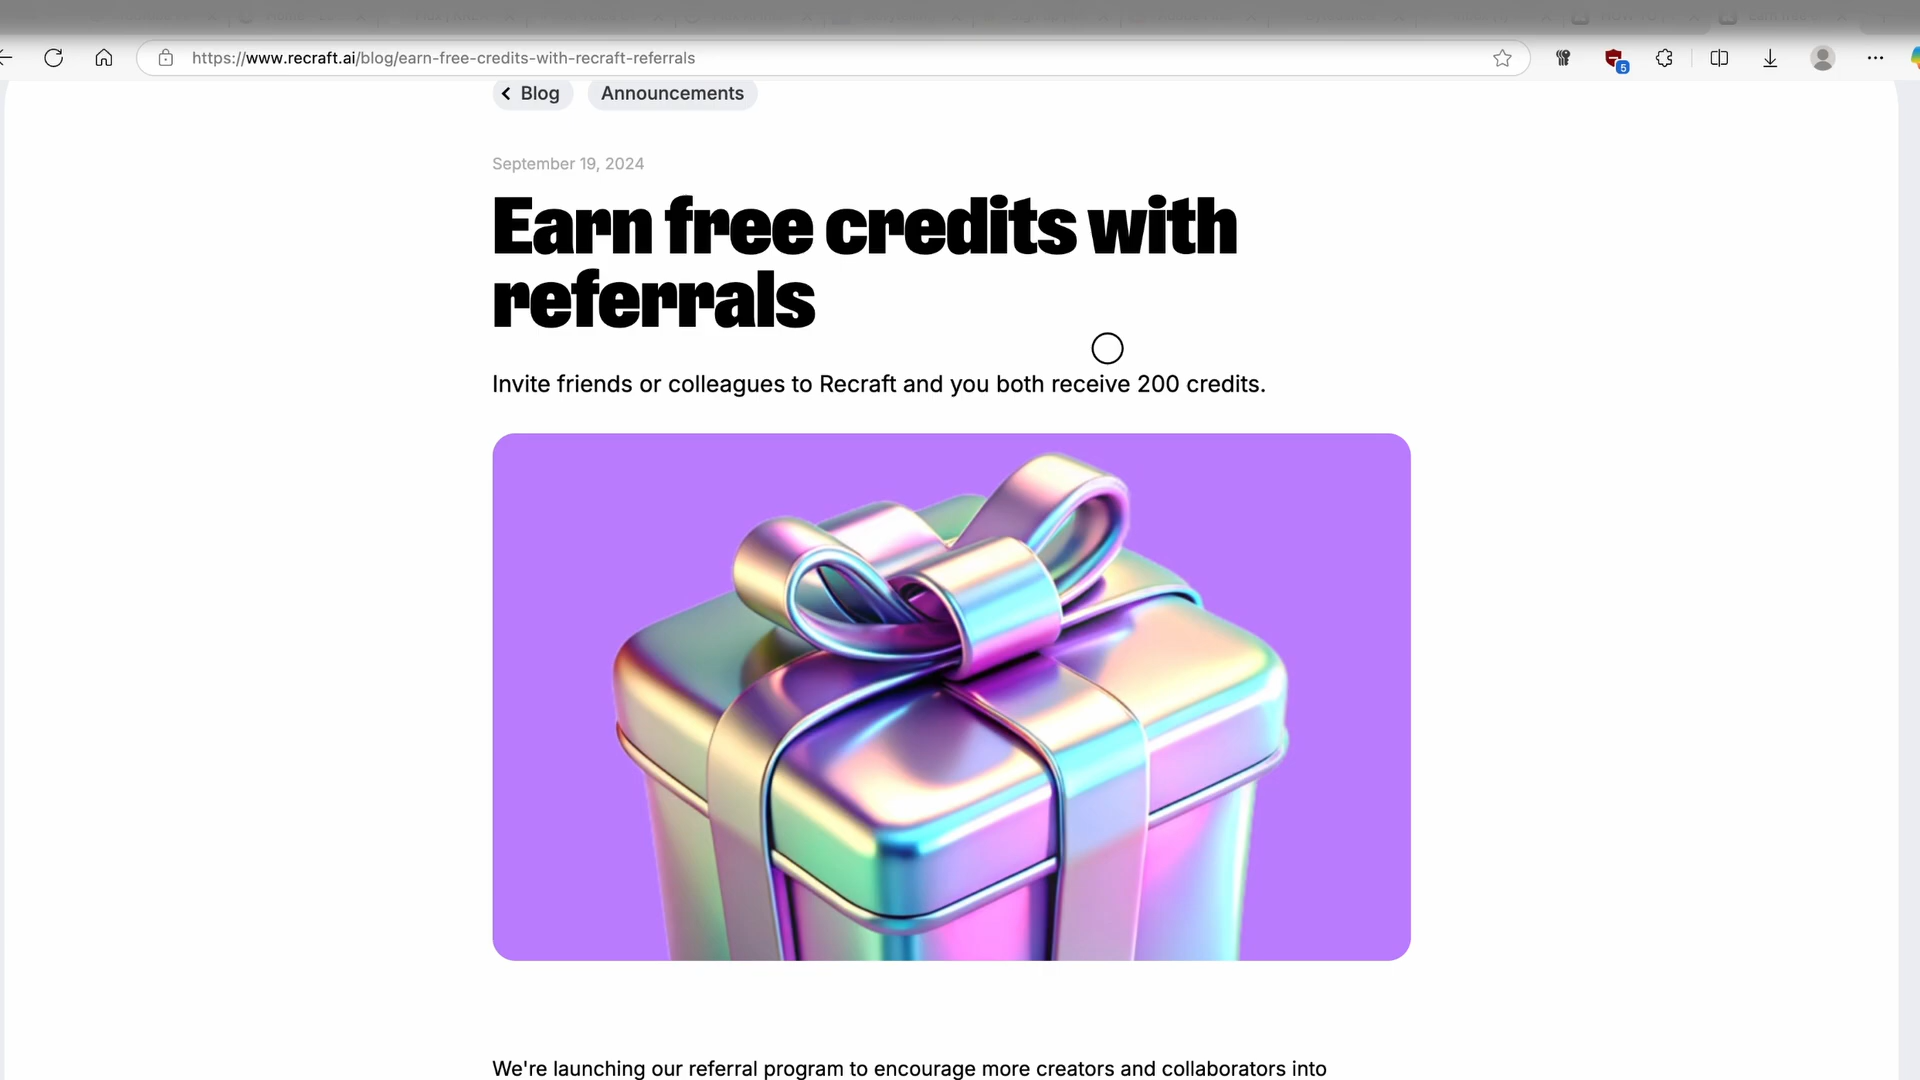 https://www.recraft.ai/blog/earn-free-credits-with-recraft-referrals
5
Blog
Announcements
September 19, 2024
Earn free credits with
referrals
Invite friends or colleagues to Recraft and you both receive 200 credits.
We're launching our referral program to encourage more creators and collaborators into